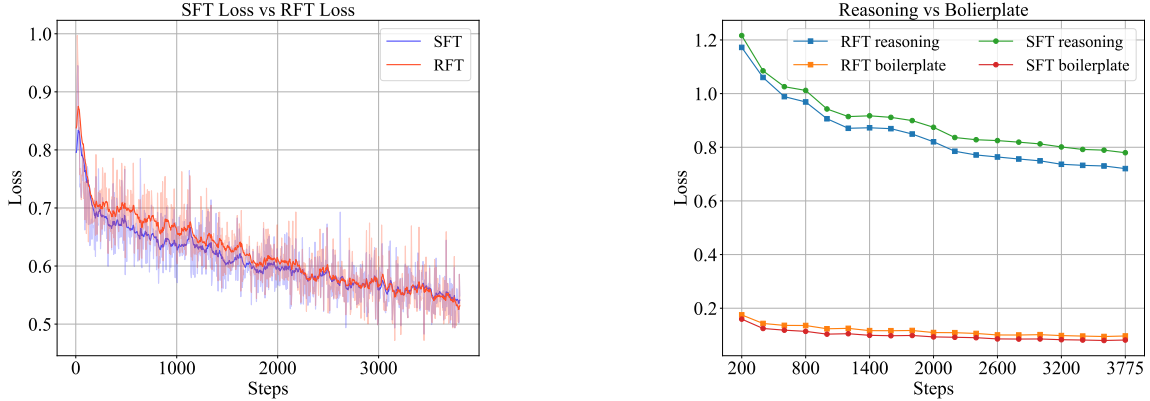 SFT Loss vs RFT Loss
1.0
0.9
0.8
0.7
0.6
0.5
Loss
0
1000
2000
3000
Steps
SFT
RFT
Reasoning vs Bolierplate
1.2
1.0
0.8
0.6
0.4
0.2
Loss
200
800
1400
2000
2600
3200
3775
Steps
RFT reasoning
RFT boilerplate
SFT reasoning
SFT boilerplate